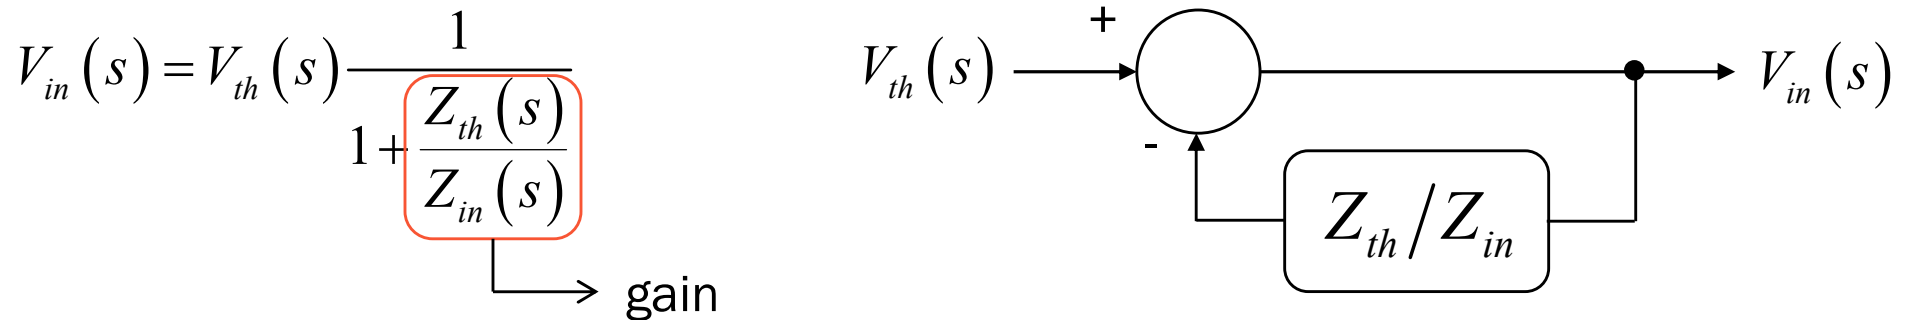 V_in(s) = V_th(s) 1 / (1 + Z_th(s) / Z_in(s))
gain
V_th(s)
+
-
V_in(s)
Z_th/Z_in